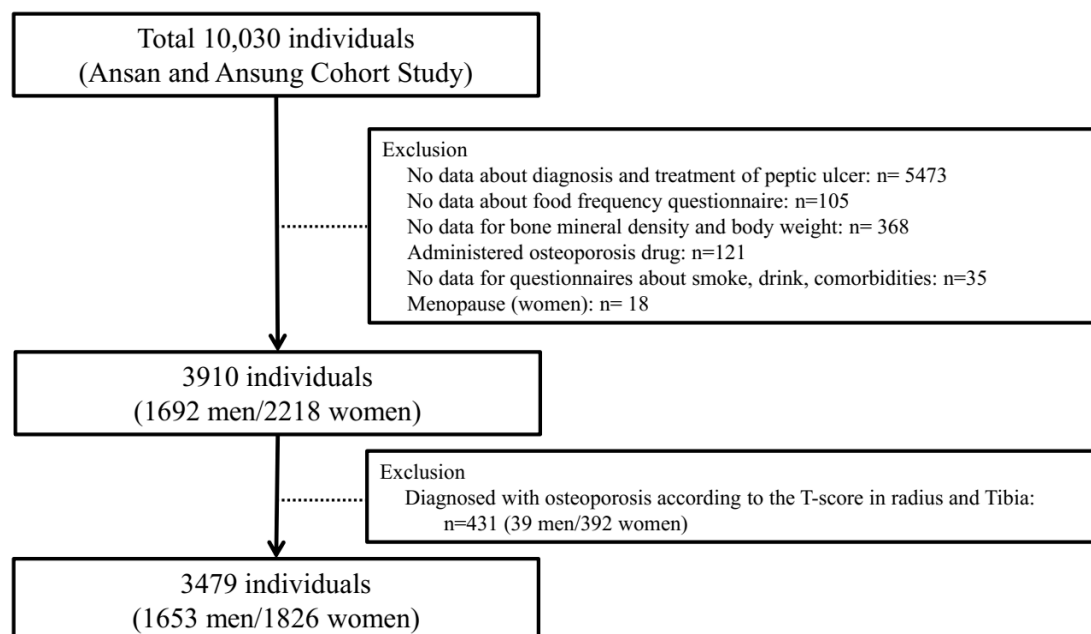 Total 10,030 individuals
(Ansan and Ansung Cohort Study)
Exclusion
No data about diagnosis and treatment of peptic ulcer: n= 5473
No data about food frequency questionnaire: n=105
No data for bone mineral density and body weight: n= 368
Administered osteoporosis drug: n=121
No data for questionnaires about smoke, drink, comorbidities: n=35
Menopause (women): n= 18
3910 individuals
(1692 men/2218 women)
Exclusion
Diagnosed with osteoporosis according to the T-score in radius and Tibia:
n=431 (39 men/392 women)
3479 individuals
(1653 men/1826 women)